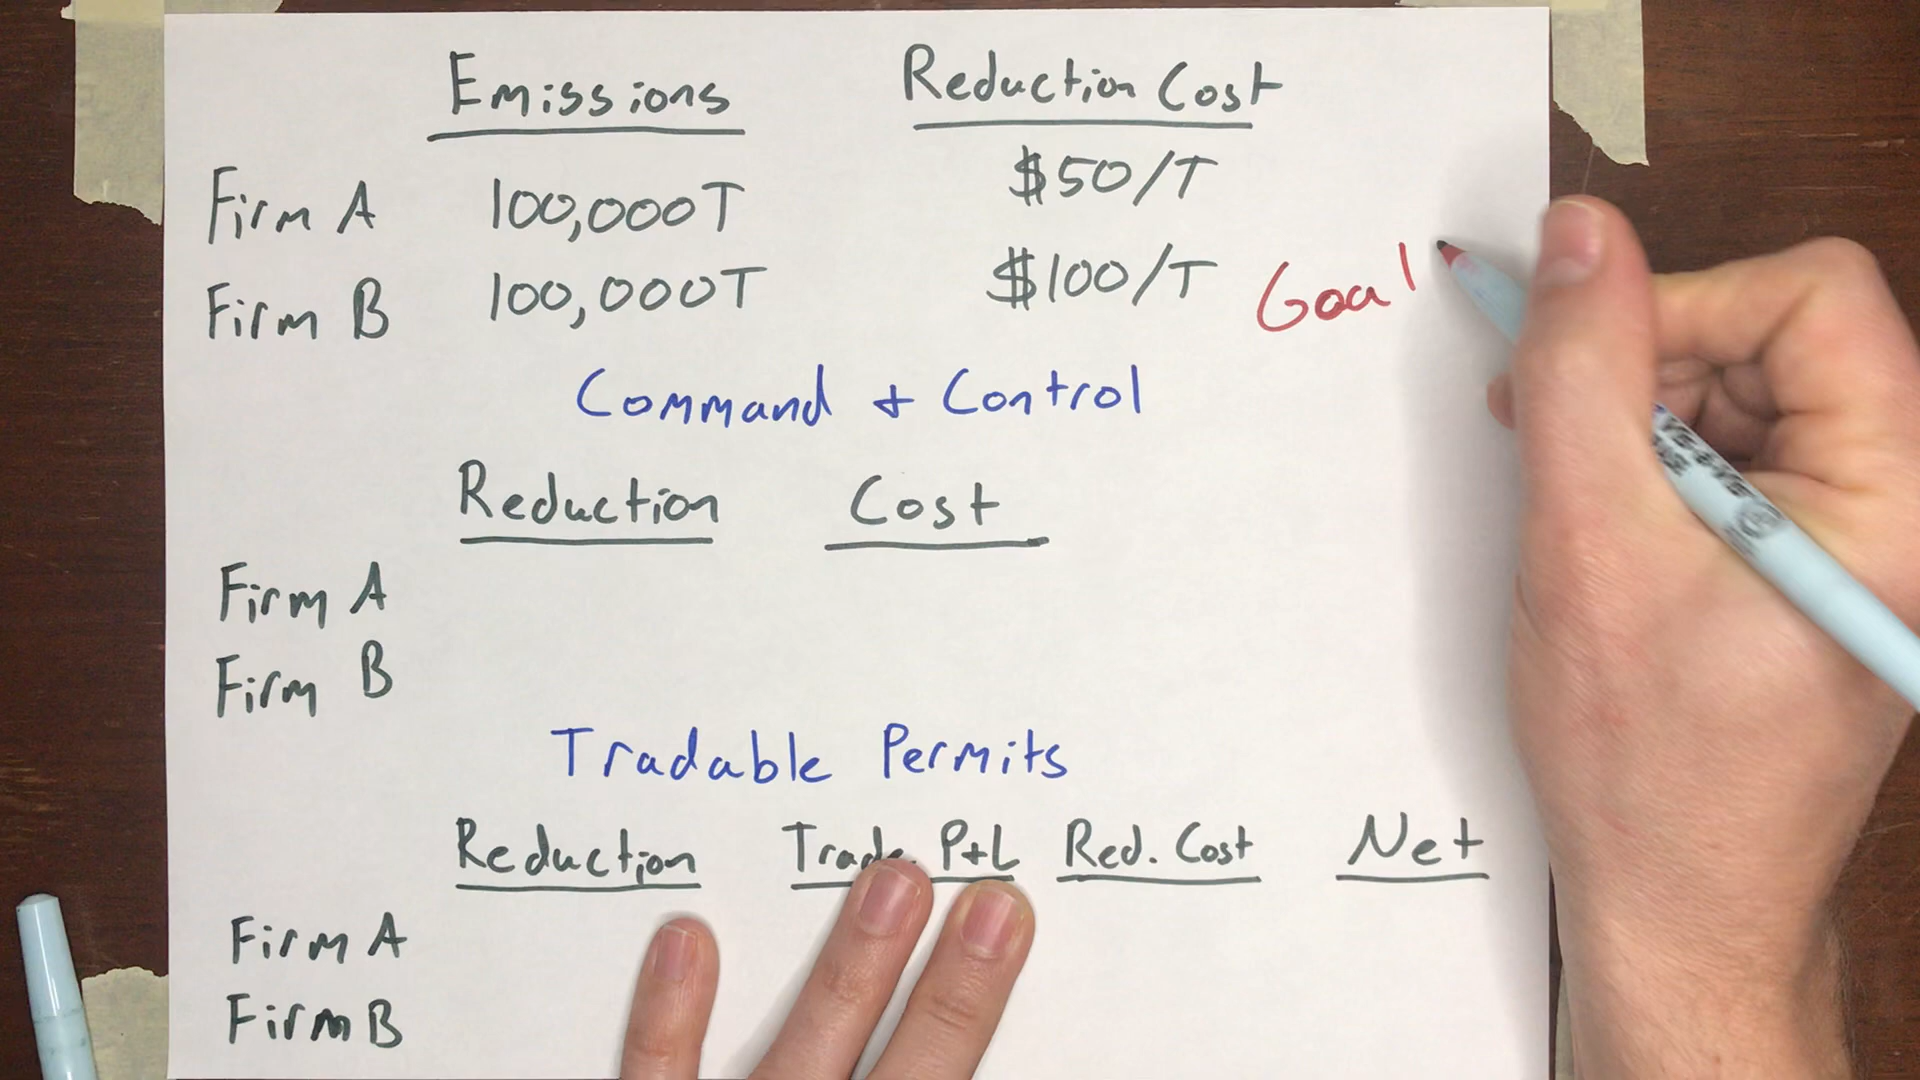 Emissions Reduction Cost
Firm A 100,000T $50/T
Firm B 100,000T $100/T Goal
Command + Control
Reduction Cost
Firm A
Firm B
Tradable Permits
Reduction Trade P+L Red. Cost Net
Firm A
Firm B